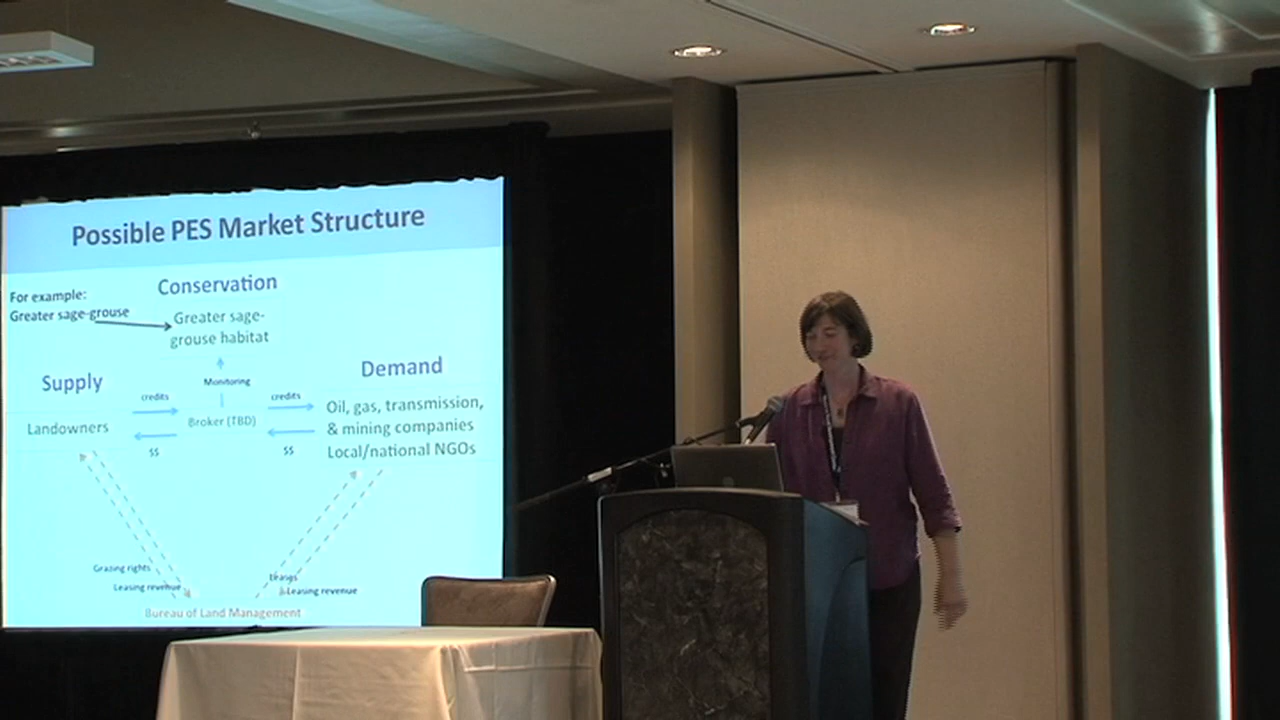 Possible PES Market Structure
Conservation
For example:
Greater sage-grouse
Greater sage-
grouse habitat
Supply
Monitoring
Demand
credits
credits
Landowners
Broker (TBD)
Oil, gas, transmission,
& mining companies
Local/national NGOs
$$
$$
Grazing rights
Leasing revenue
Leasing revenue
Bureau of Land Management